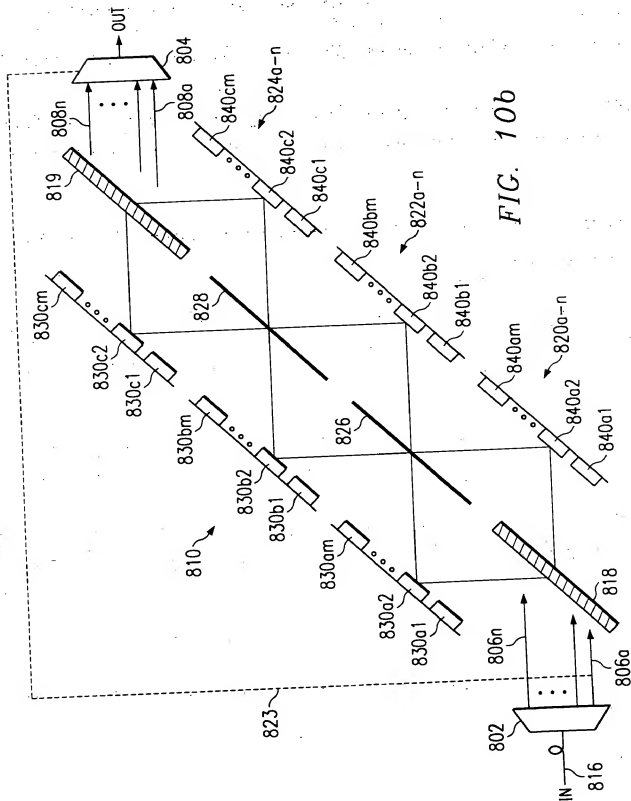 OUT
804
808n
808a
819
824a-n
840cm
840c2
840c1
FIG. 10b
828
830cm
830c2
830c1
822a-n
840bm
840b2
840b1
826
830bm
830b2
830b1
810
820a-n
840am
840a2
840a1
830am
830a2
830a1
818
806n
806a
823
802
IN
816